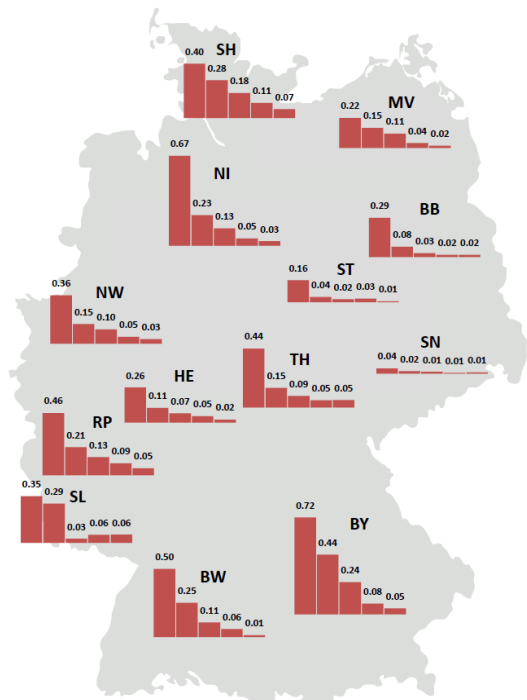 SH
0.40 0.28 0.18 0.11 0.07
MV
0.22 0.15 0.11 0.04 0.02
NI
0.67 0.23 0.13 0.05 0.03
BB
0.29 0.08 0.03 0.02 0.02
ST
0.16 0.04 0.02 0.03 0.01
NW
0.36 0.15 0.10 0.05 0.03
TH
0.44 0.15 0.09 0.05 0.05
SN
0.04 0.02 0.01 0.01 0.01
HE
0.26 0.11 0.07 0.05 0.02
RP
0.46 0.21 0.13 0.09 0.05
SL
0.35 0.29 0.03 0.06 0.06
BY
0.72 0.44 0.24 0.08 0.05
BW
0.50 0.25 0.11 0.06 0.01